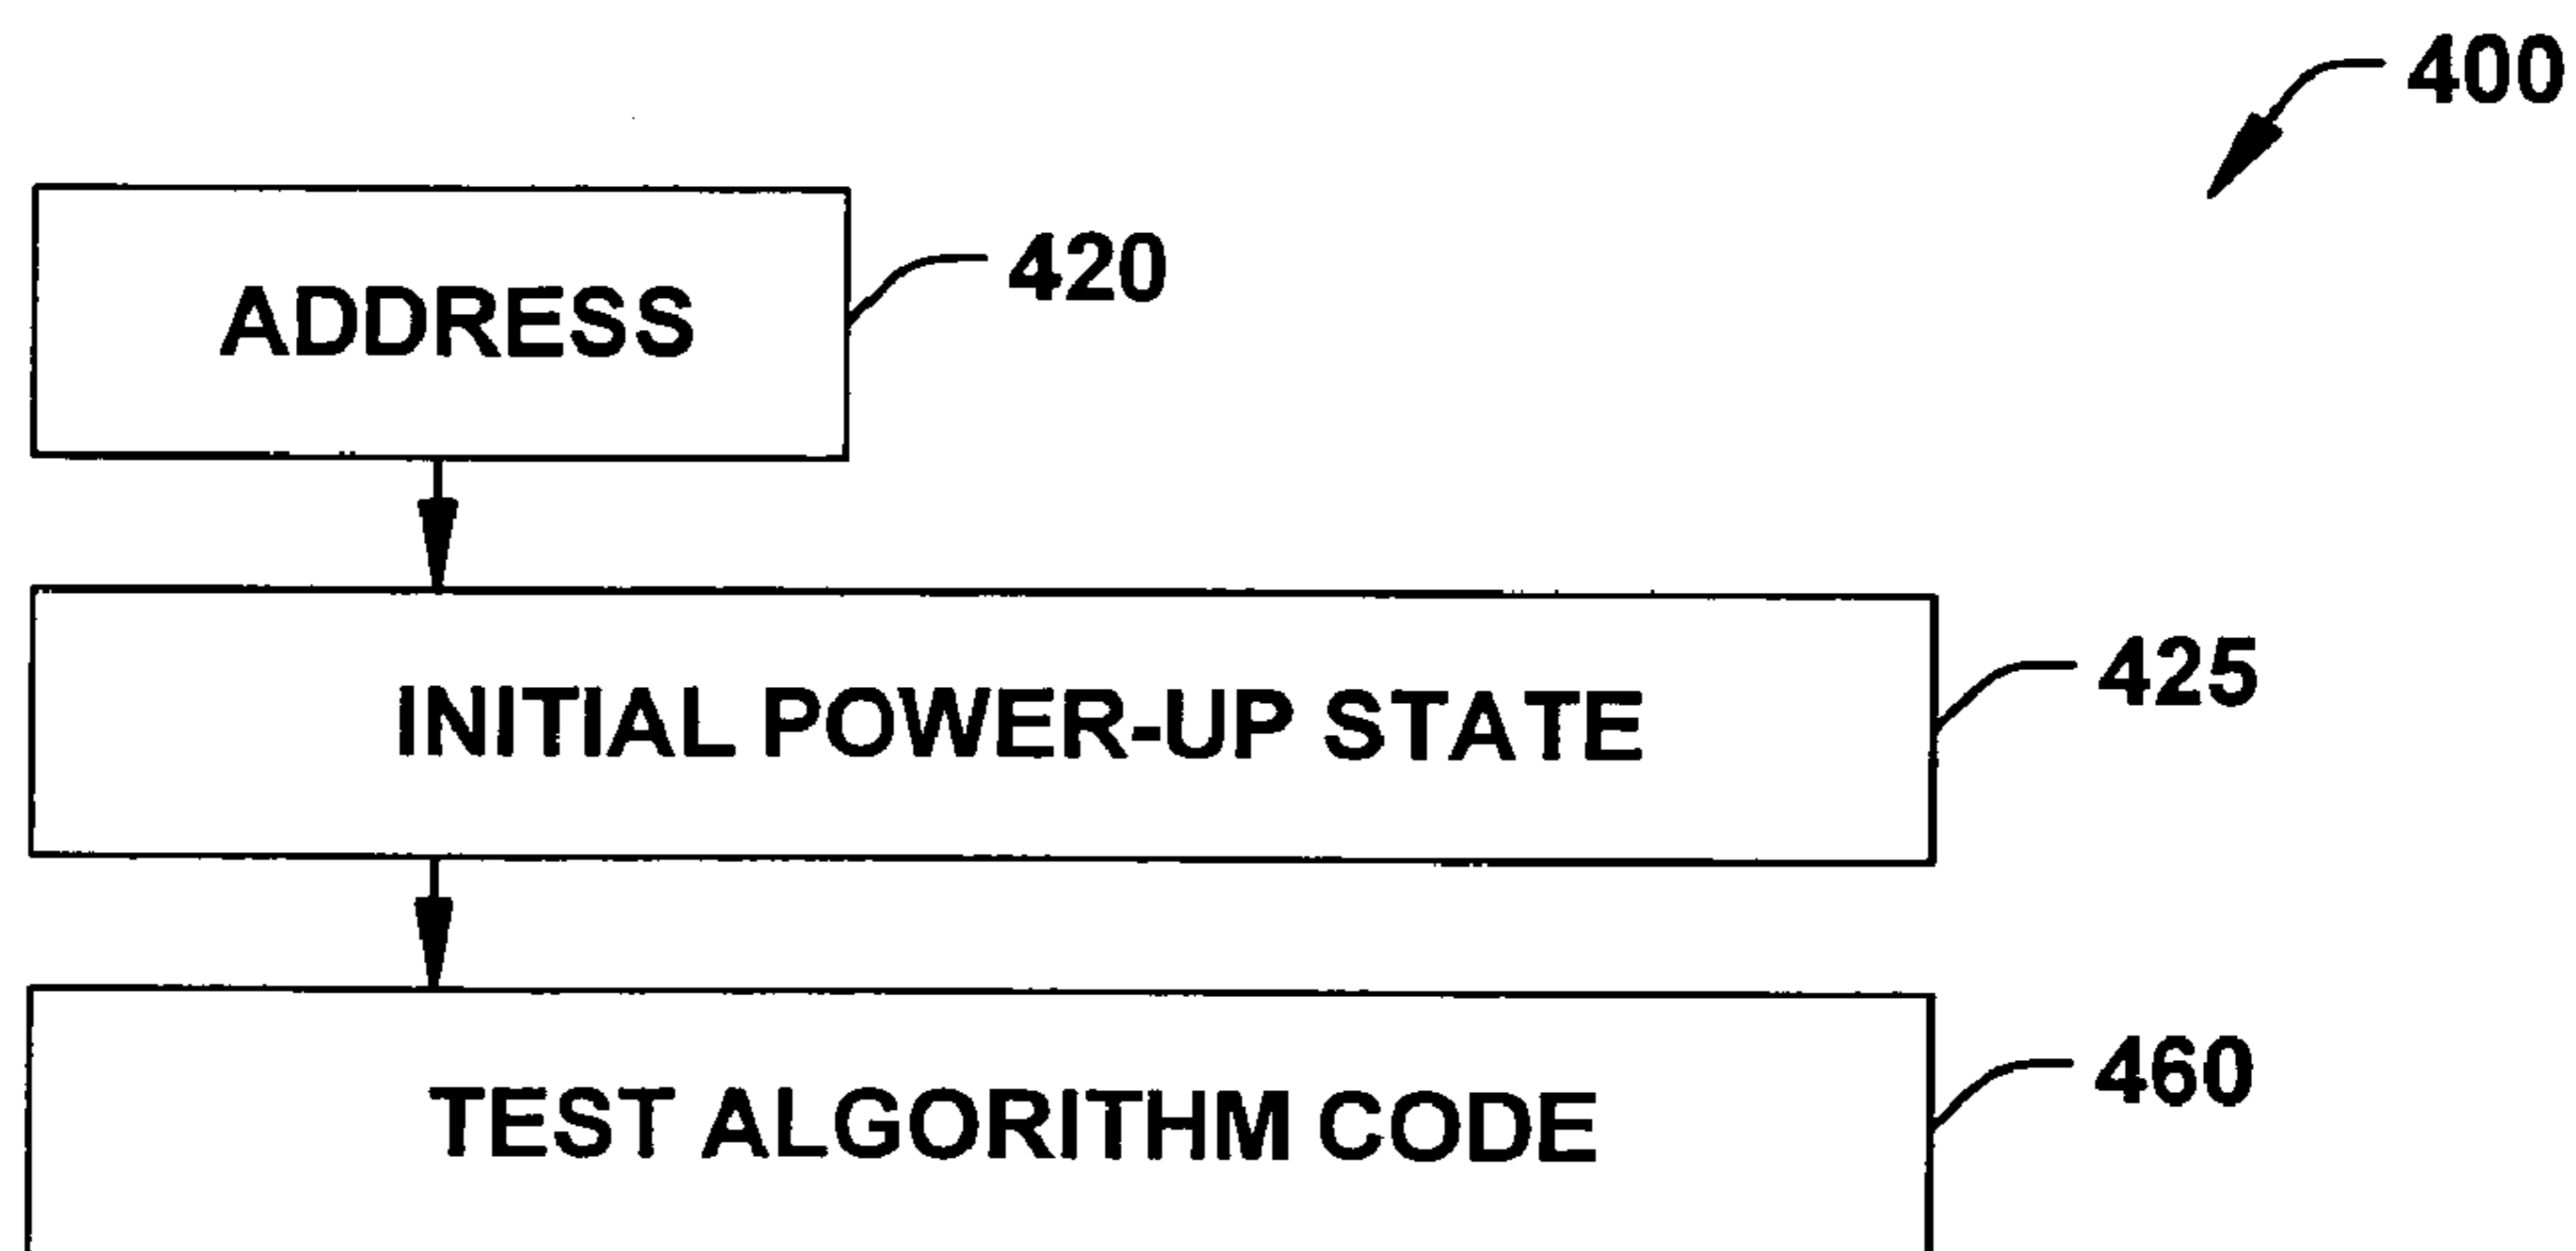 400
ADDRESS
420
INITIAL POWER-UP STATE
425
TEST ALGORITHM CODE
460